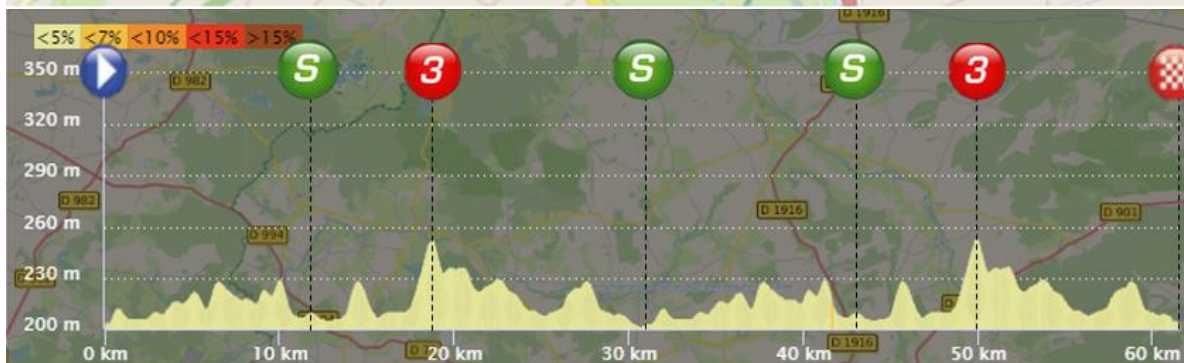 D 1916
<5% <7% <10% <15% >15%
350 m
S 3 S S 3
D 982
320 m
290 m
D 982
D 1916
D 901
260 m
D 994
230 m
200 m
D 1916
0 km 10 km 20 km 30 km 40 km 50 km 60 km